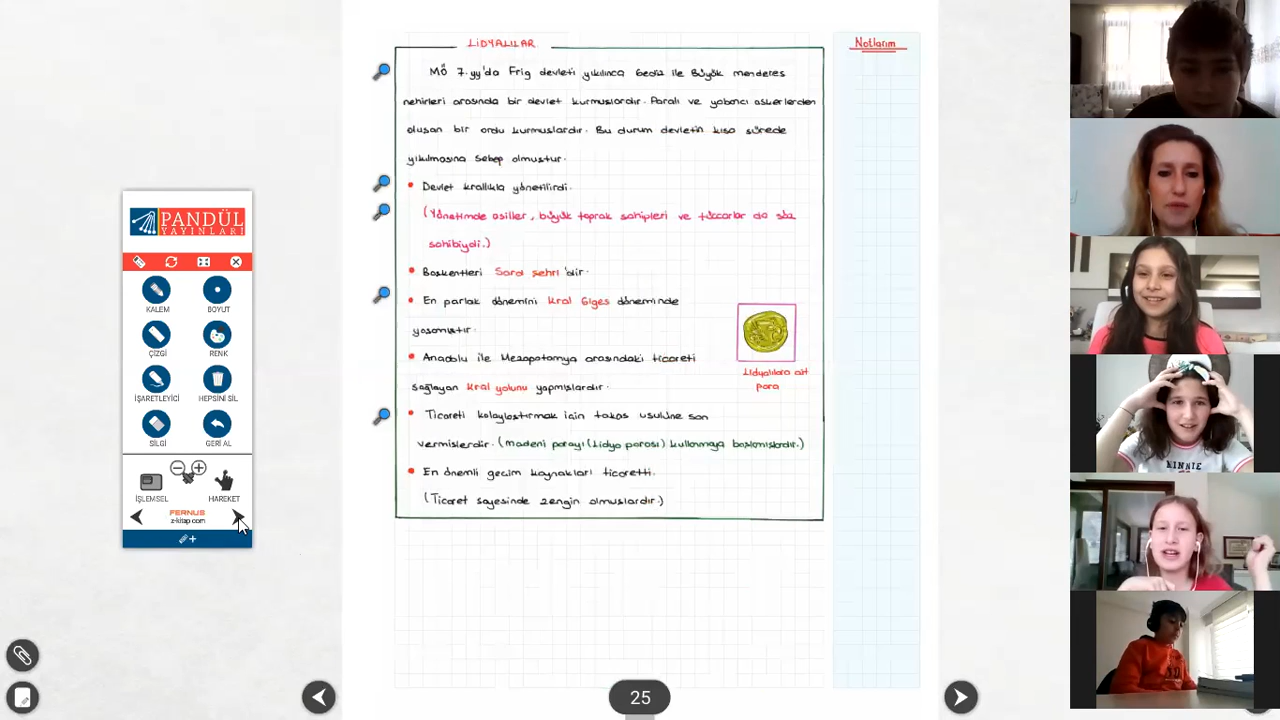 LİDYALILAR
MÖ 7.yy'da Frig devleti yıkılınca Gediz ile Büyük menderes
nehirleri arasında bir devlet kurmuşlardır. Paralı ve yabancı askerlerden
oluşan bir ordu kurmuşlardır. Bu durum devletin kısa sürede
yıkılmasına sebep olmuştur.
• Devlet krallıkla yönetilirdi.
(Yönetimde asiller, büyük toprak sahipleri ve tüccarlar da söz
sahibiydi.)
• Başkentleri Sard şehri'dir.
• En parlak dönemini Kral Giges döneminde
yaşamıştır.
• Anadolu ile Mezopotamya arasındaki ticareti
sağlayan Kral yolunu yapmışlardır.
• Ticareti kolaylaştırmak için takas usulüne son
vermişlerdir. (madeni parayı (Lidya parası) kullanmaya başlamışlardır.)
• En önemli geçim kaynakları ticaretti.
(Ticaret sayesinde zengin olmuşlardır.)
Lidyalılara ait
para
Notlarım
PANDÜL
YAYINLARI
KALEM
BOYUT
ÇİZGİ
RENK
İŞARETLEYİCİ
HEPSİNİ SİL
SİLGİ
GERİ AL
İŞLEMSEL
HAREKET
FERNUS
z-kitap.com
25
MINNIE